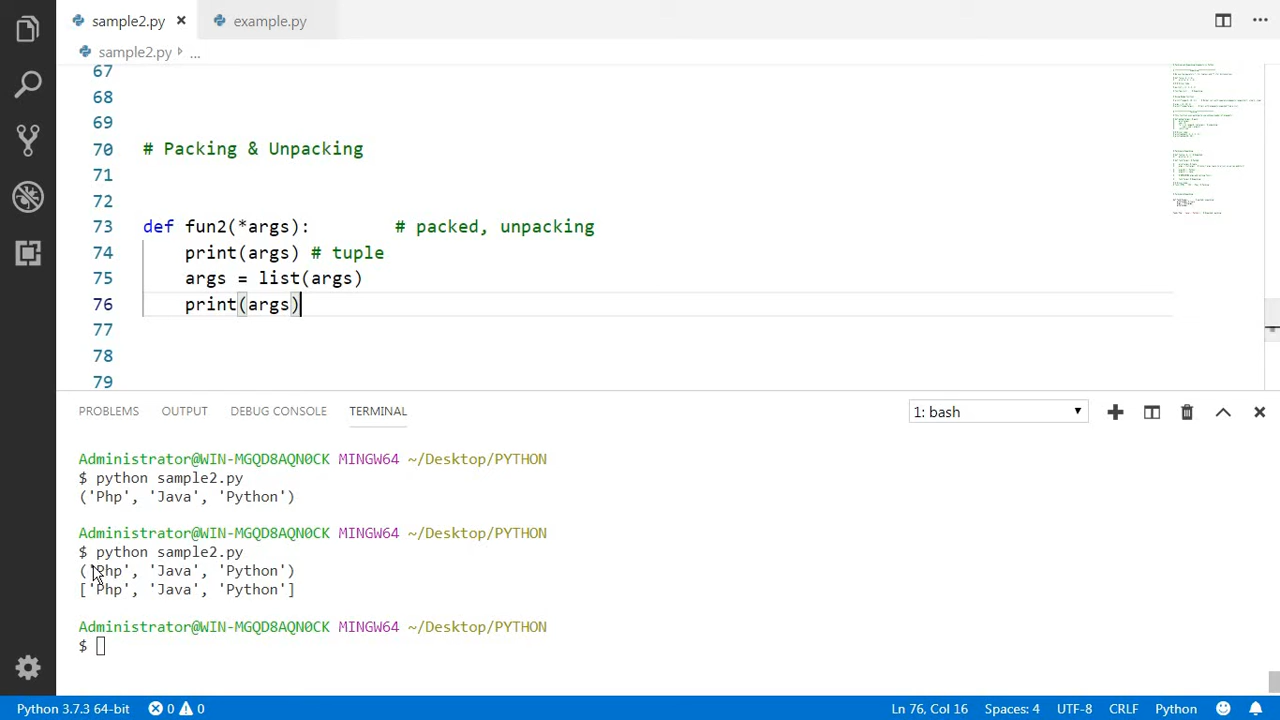 sample2.py × example.py
sample2.py ...
67
68
69
70 # Packing & Unpacking
71
72
73 def fun2(*args): # packed, unpacking
74 print(args) # tuple
75 args = list(args)
76 print(args)
77
78
79
PROBLEMS OUTPUT DEBUG CONSOLE TERMINAL 1: bash
Administrator@WIN-MGQD8AQN0CK MINGW64 ~/Desktop/PYTHON
$ python sample2.py
('Php', 'Java', 'Python')
Administrator@WIN-MGQD8AQN0CK MINGW64 ~/Desktop/PYTHON
$ python sample2.py
('Php', 'Java', 'Python')
['Php', 'Java', 'Python']
Administrator@WIN-MGQD8AQN0CK MINGW64 ~/Desktop/PYTHON
$
Python 3.7.3 64-bit 0 0 Ln 76, Col 16 Spaces: 4 UTF-8 CRLF Python